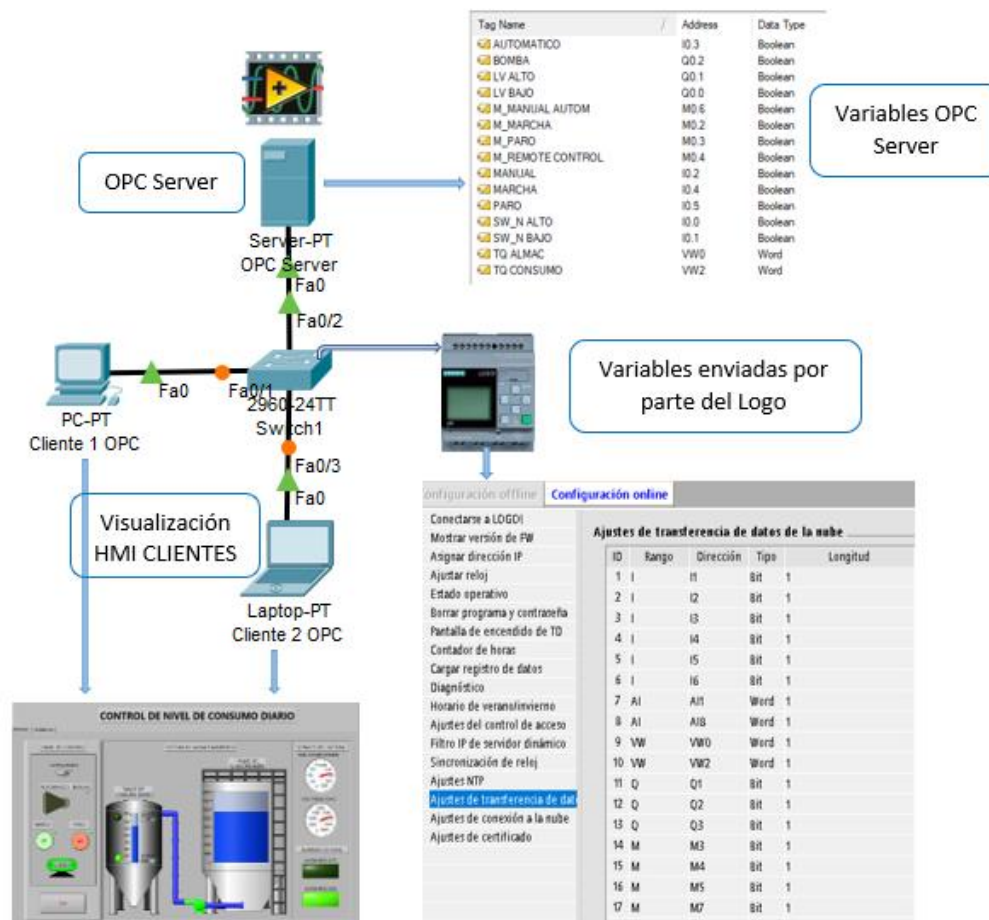 Tag Name / Address Data Type
AUTOMATICO I0.3 Boolean
BOMBA Q0.2 Boolean
LV ALTO Q0.1 Boolean
LV BAJO Q0.0 Boolean
M_MANUAL AUTOM M0.6 Boolean
M_MARCHA M0.2 Boolean
M_PARO M0.3 Boolean
M_REMOTE CONTROL M0.4 Boolean
MANUAL I0.2 Boolean
MARCHA I0.4 Boolean
PARO I0.5 Boolean
SW_N ALTO I0.0 Boolean
SW_N BAJO I0.1 Boolean
TQ ALMAC VW0 Word
TQ CONSUMO VW2 Word
Variables OPC
Server
OPC Server
Server-PT
OPC Server
Fa0
Fa0/2
Fa0
Fa0/1
2960-24TT
Switch1
PC-PT
Cliente 1 OPC
Fa0/3
Fa0
Visualización
HMI CLIENTES
Laptop-PT
Cliente 2 OPC
Variables enviadas por
parte del Logo
onfiguración offline Configuración online
Conectarse a LOGO!
Mostrar versión de FW
Asignar dirección IP
Ajustar reloj
Estado operativo
Borrar programa y contraseña
Pantalla de encendido de TD
Contador de horas
Cargar registro de datos
Diagnóstico
Horario de verano/invierno
Ajustes del control de acceso
Filtro IP de servidor dinámico
Sincronización de reloj
Ajustes NTP
Ajustes de transferencia de dat
Ajustes de conexión a la nube
Ajustes de certificado
Ajustes de transferencia de datos de la nube
ID Rango Dirección Tipo Longitud
1 I I1 Bit 1
2 I I2 Bit 1
3 I I3 Bit 1
4 I I4 Bit 1
5 I I5 Bit 1
6 I I6 Bit 1
7 AI AI1 Word 1
8 AI AI8 Word 1
9 VW VW0 Word 1
10 VW VW2 Word 1
11 Q Q1 Bit 1
12 Q Q2 Bit 1
13 Q Q3 Bit 1
14 M M3 Bit 1
15 M M4 Bit 1
16 M M5 Bit 1
17 M M7 Bit 1
CONTROL DE NIVEL DE CONSUMO DIARIO